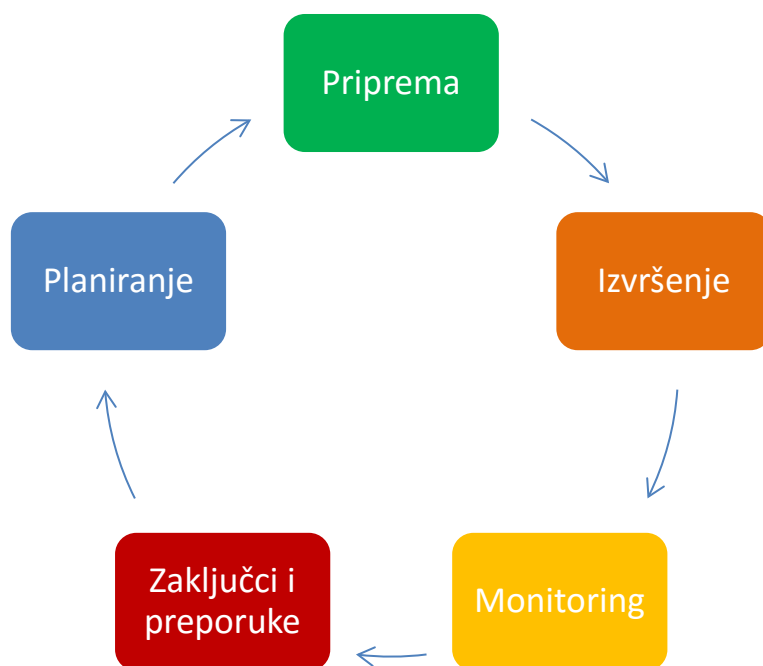 Priprema
Izvršenje
Monitoring
Zaključci i
preporuke
Planiranje